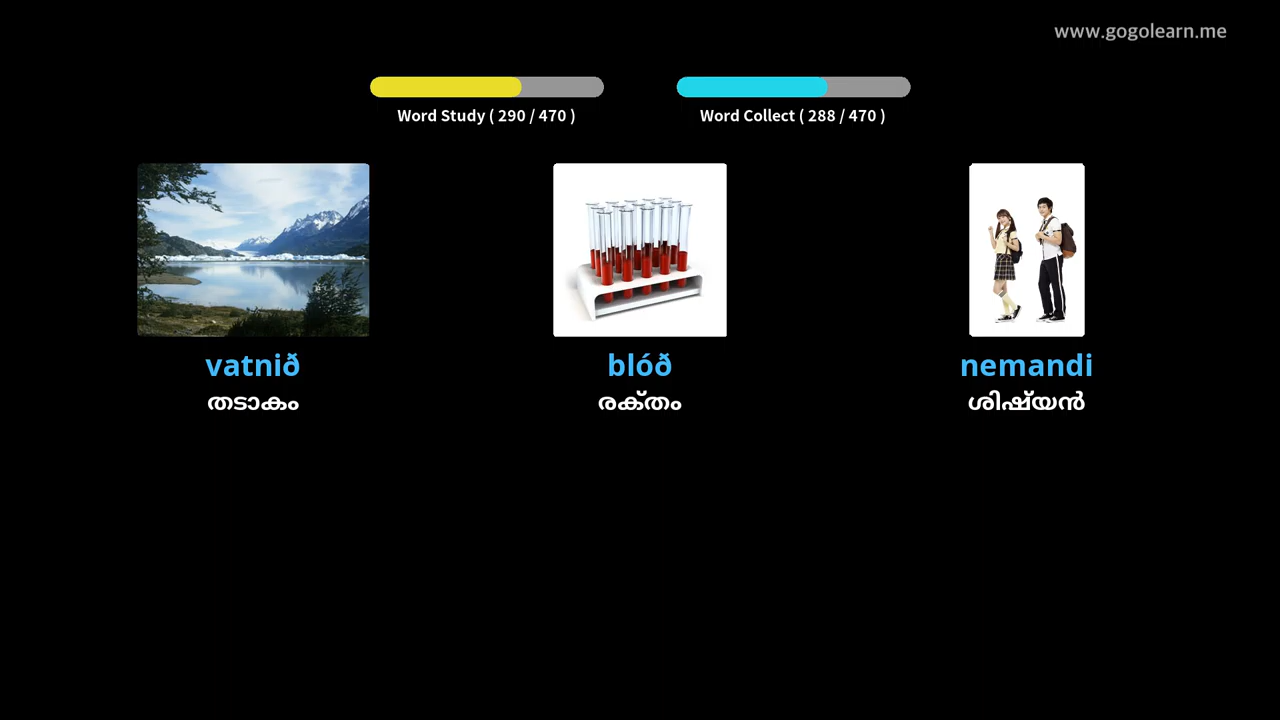 www.gogolearn.me
Word Study ( 290 / 470 )
Word Collect ( 288 / 470 )
vatnið
blóð
nemandi
തടാകം
രക്തം
ശിഷ്യൻ